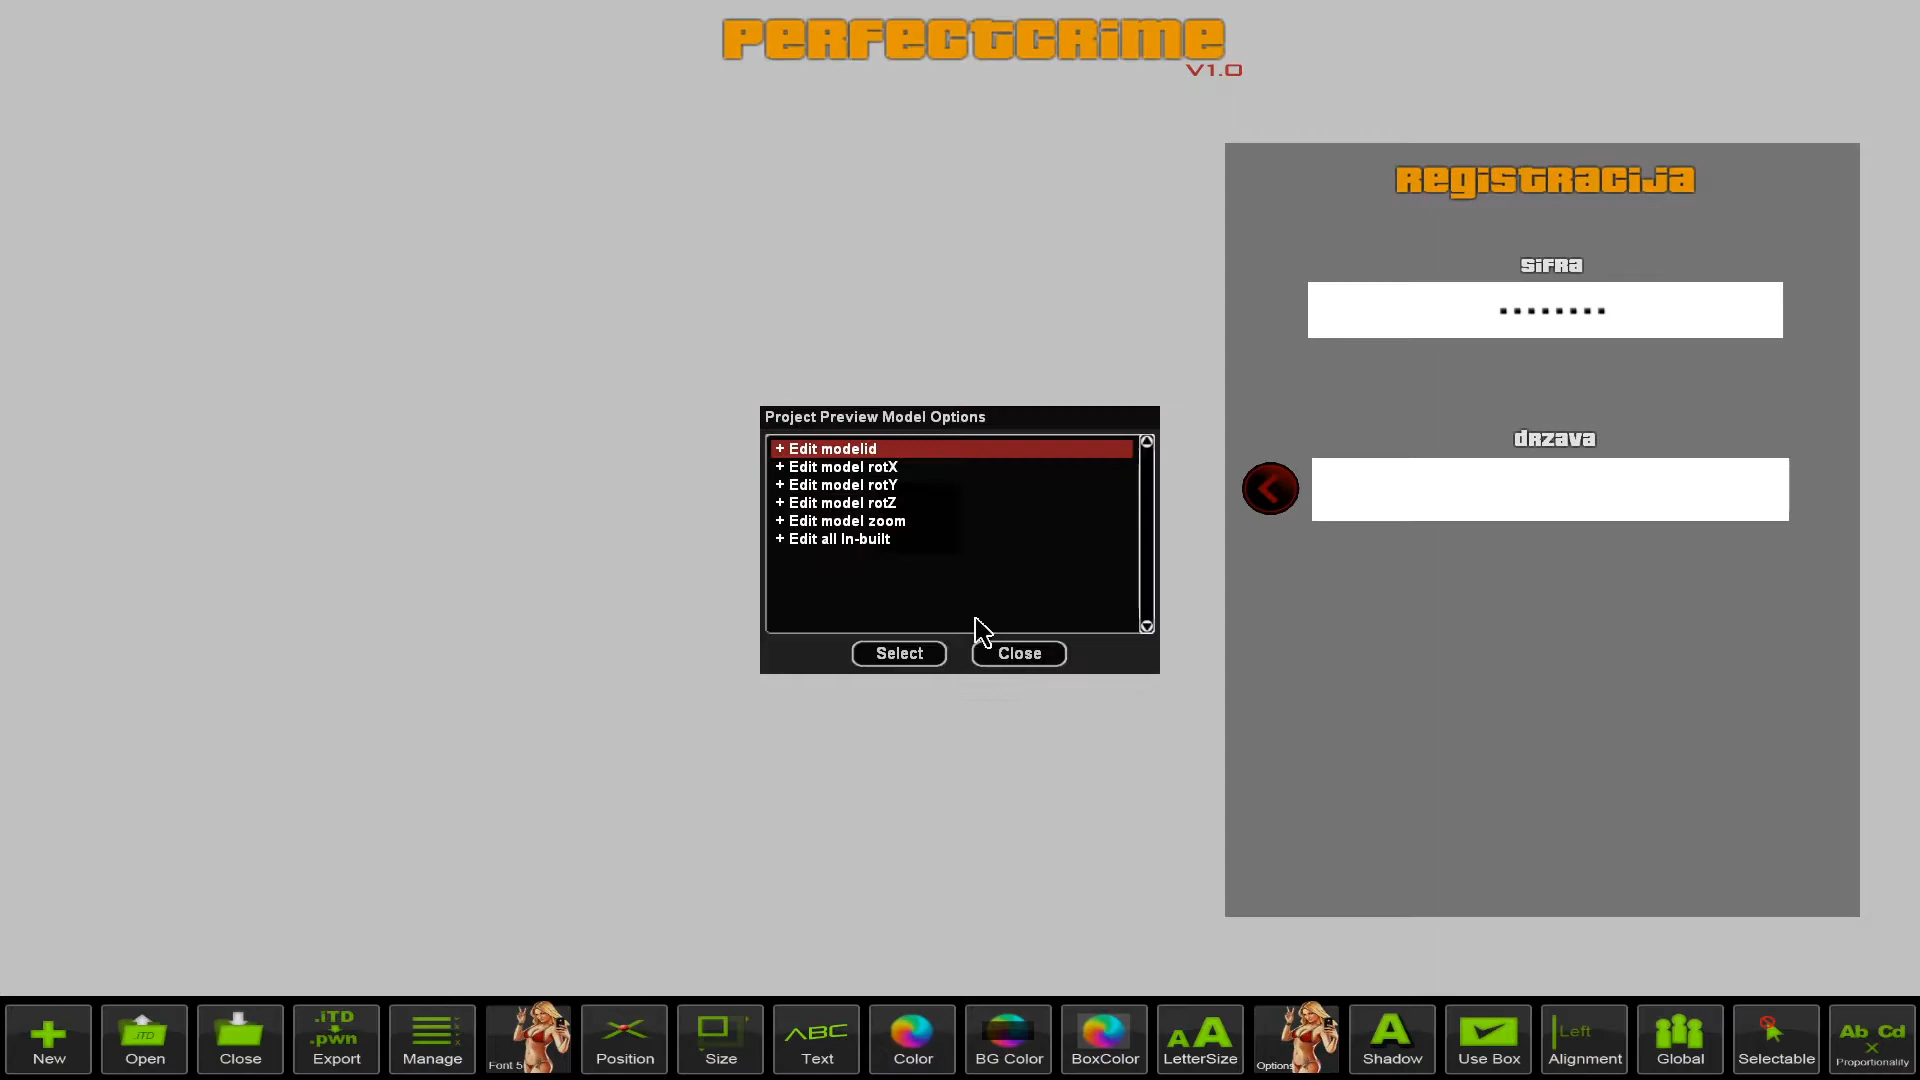 PERFECTCRIME
V1.0
REGISTRACIJA
SIFRA
........
DRZAVA
Project Preview Model Options
+ Edit modelid
+ Edit model rotX
+ Edit model rotY
+ Edit model rotZ
+ Edit model zoom
+ Edit all In-built
Select
Close
New
.iTD
Open
Close
.iTD
.pwn
Export
Manage
Font 5
Position
Size
ABC
Text
Color
BG Color
BoxColor
AA
LetterSize
Options
A
Shadow
Use Box
Left
Alignment
Global
Selectable
Ab Cd
X
Proportionality